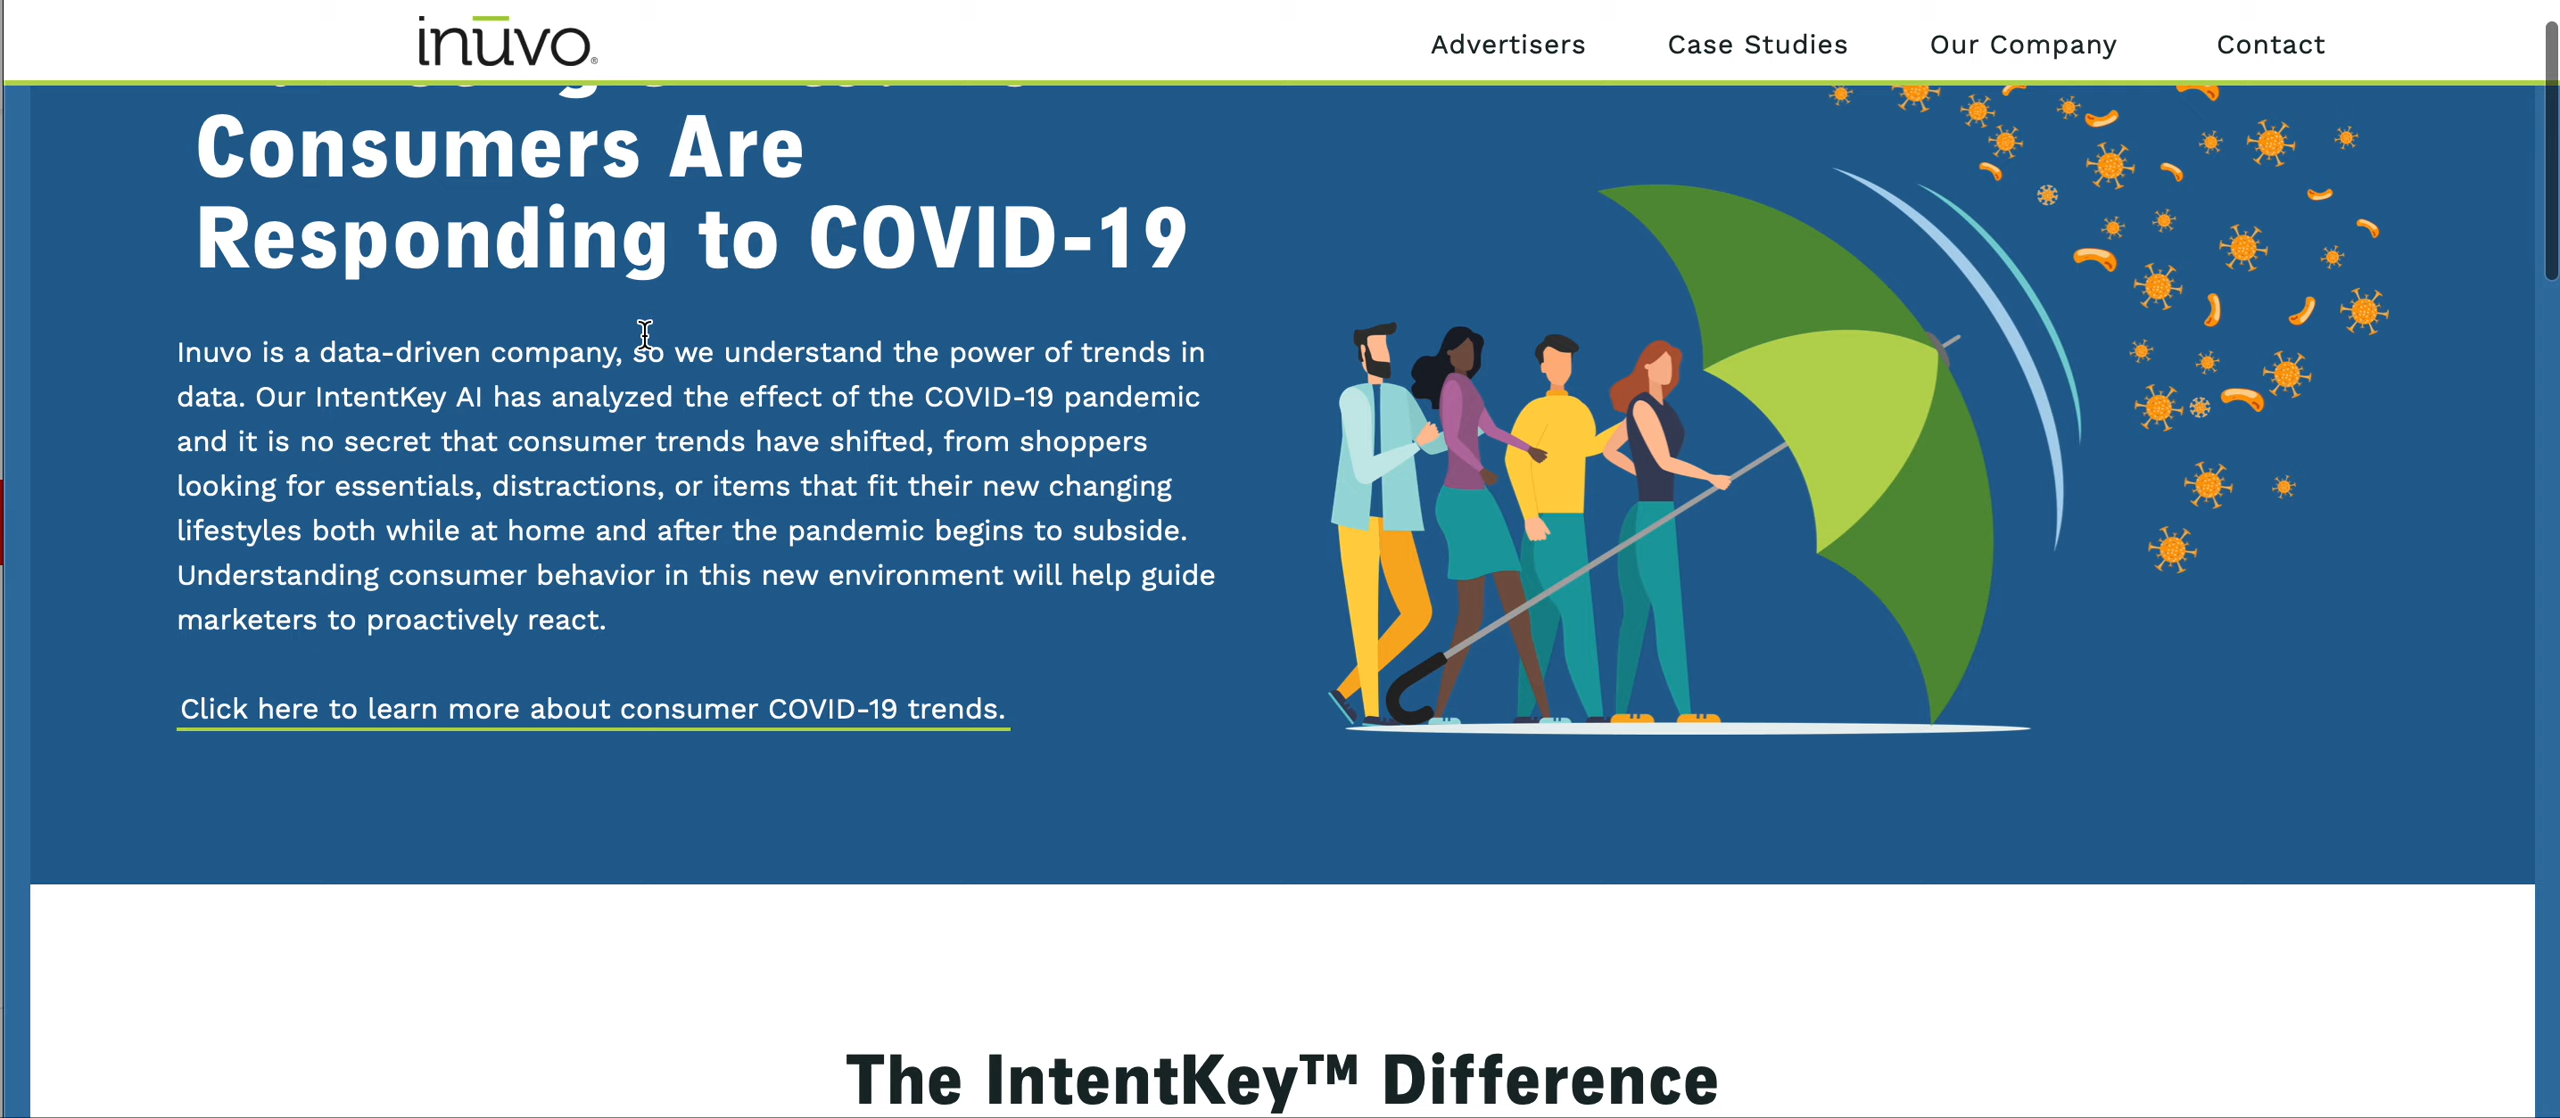 inuvo®
Advertisers
Case Studies
Our Company
Contact
Consumers Are
Responding to COVID-19
Inuvo is a data-driven company, so we understand the power of trends in
data. Our IntentKey AI has analyzed the effect of the COVID-19 pandemic
and it is no secret that consumer trends have shifted, from shoppers
looking for essentials, distractions, or items that fit their new changing
lifestyles both while at home and after the pandemic begins to subside.
Understanding consumer behavior in this new environment will help guide
marketers to proactively react.
Click here to learn more about consumer COVID-19 trends.
The IntentKey™ Difference